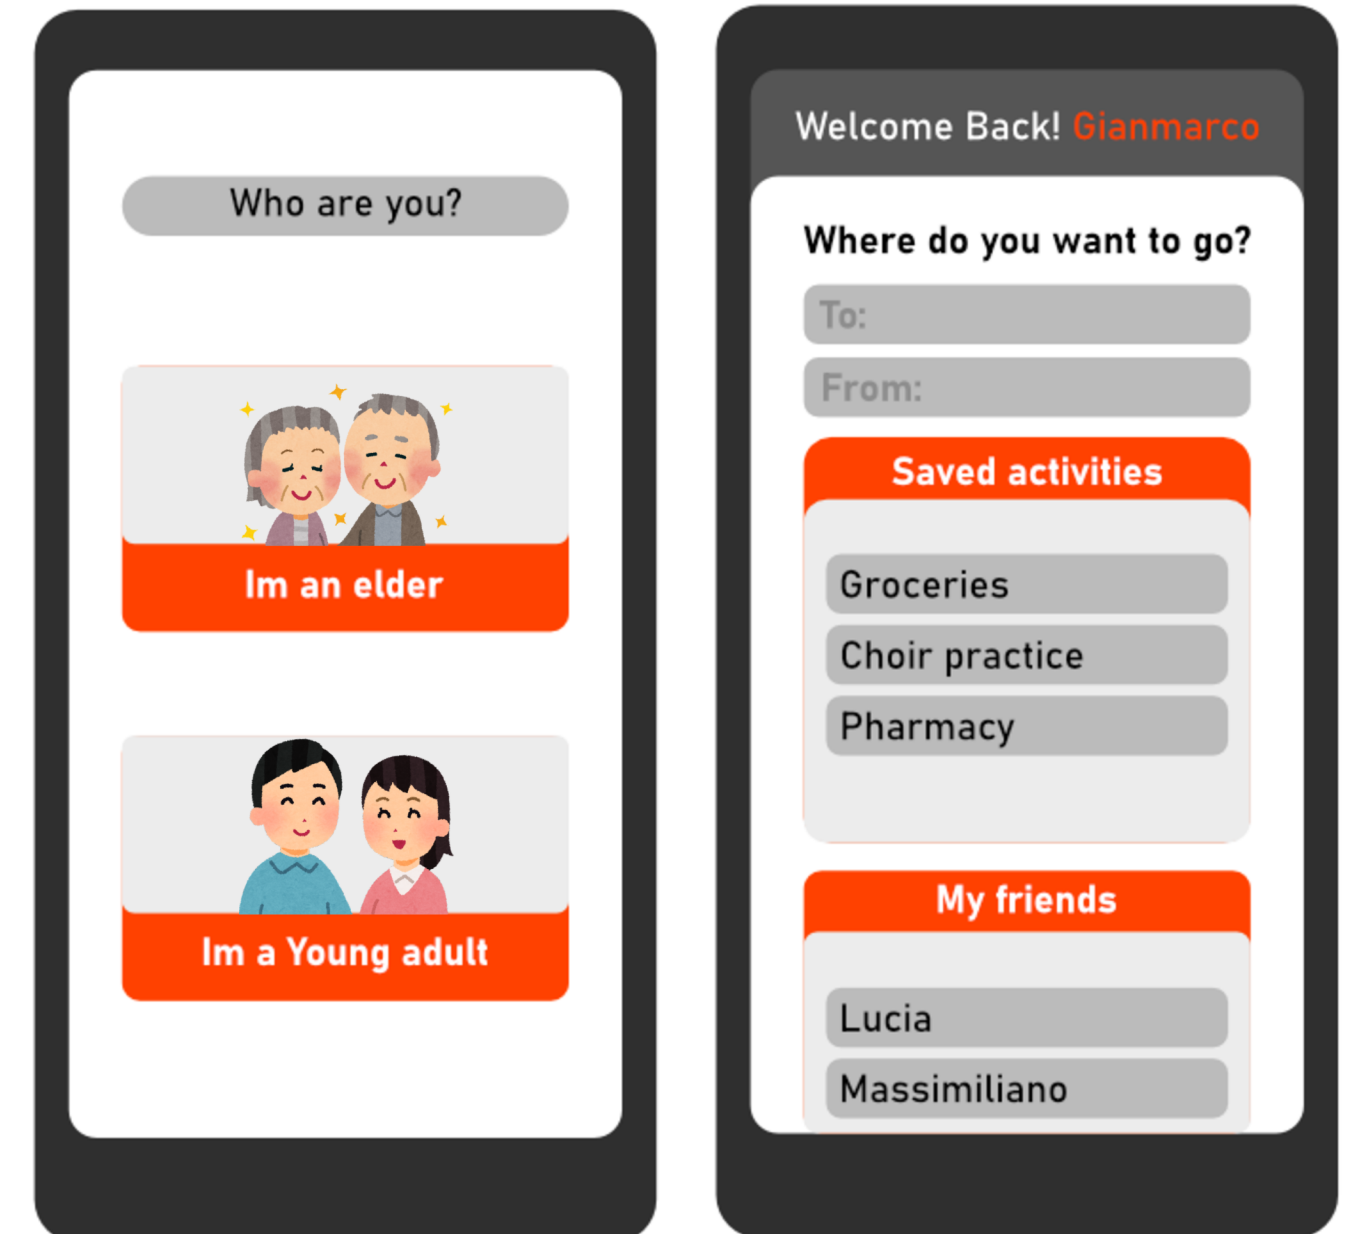 Who are you?
Im an elder
Im a Young adult
Welcome Back! Gianmarco
Where do you want to go?
To:
From:
Saved activities
Groceries
Choir practice
Pharmacy
My friends
Lucia
Massimiliano